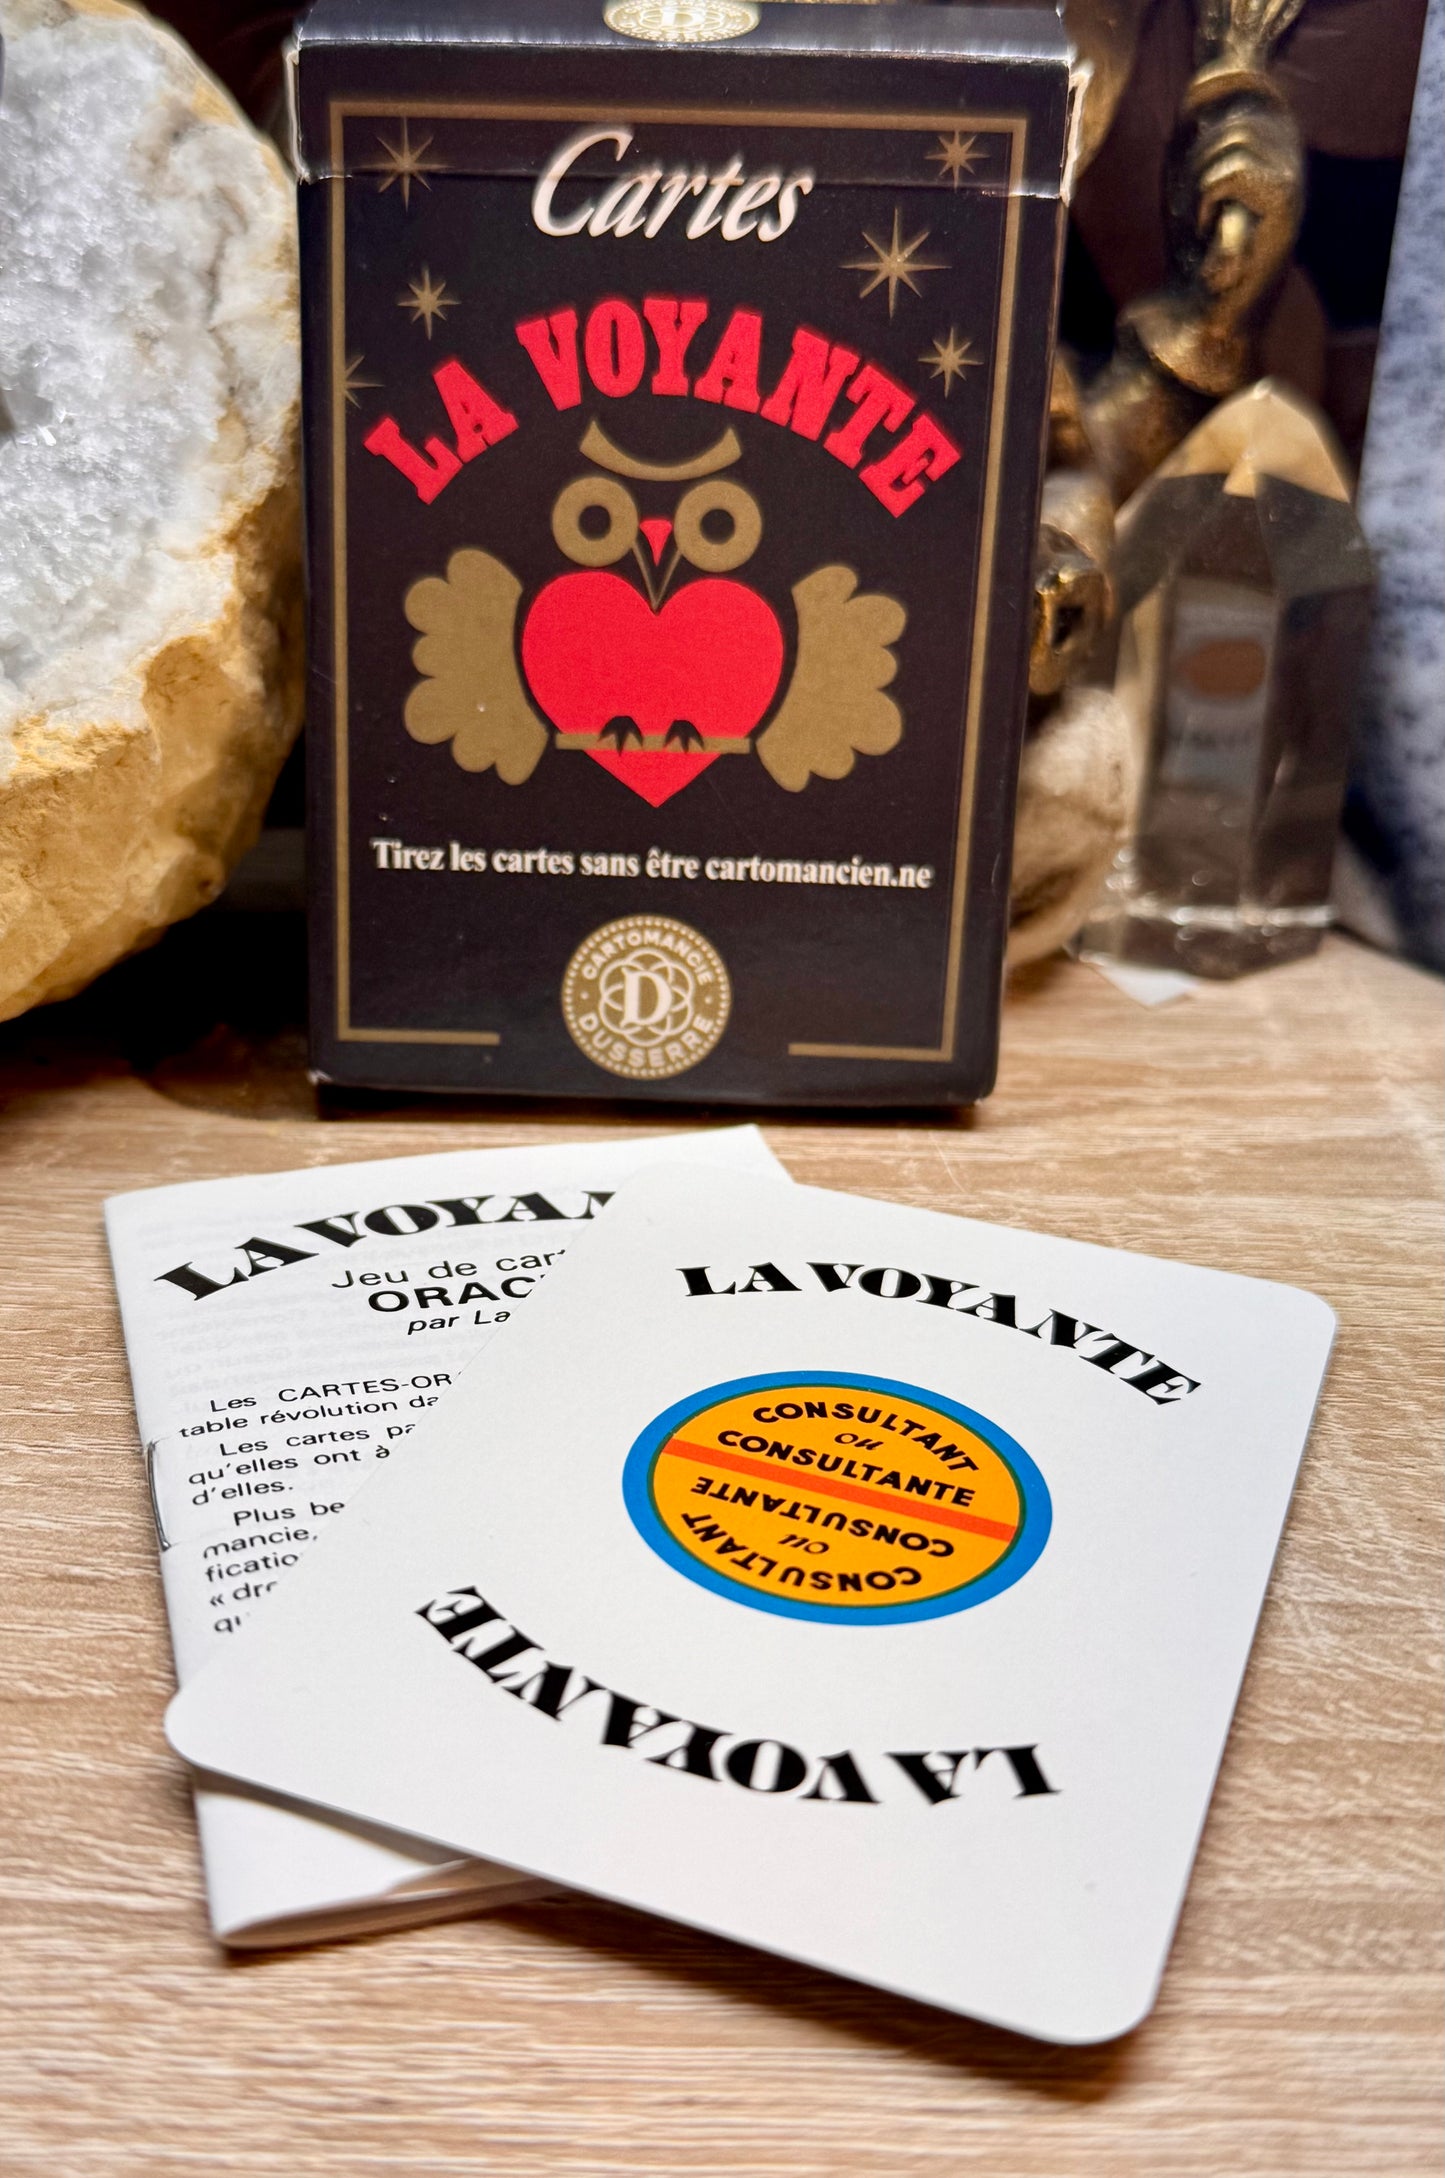 D
Cartes
LA VOYANTE
Tirez les cartes sans être cartomancien.ne
CARTOMANCIE
D
DUSSERRE
LA VOYAN
Jeu de car
ORAC
par La
Les CARTES-OR
table révolution da
Les cartes pa
qu'elles ont à
d'elles.
Plus be
mancie,
ficatio
« dr
qu
LA VOYANTE
CONSULTANT
ou
CONSULTANTE
CONSULTANTE
ou
CONSULTANT
LA VOYANTE